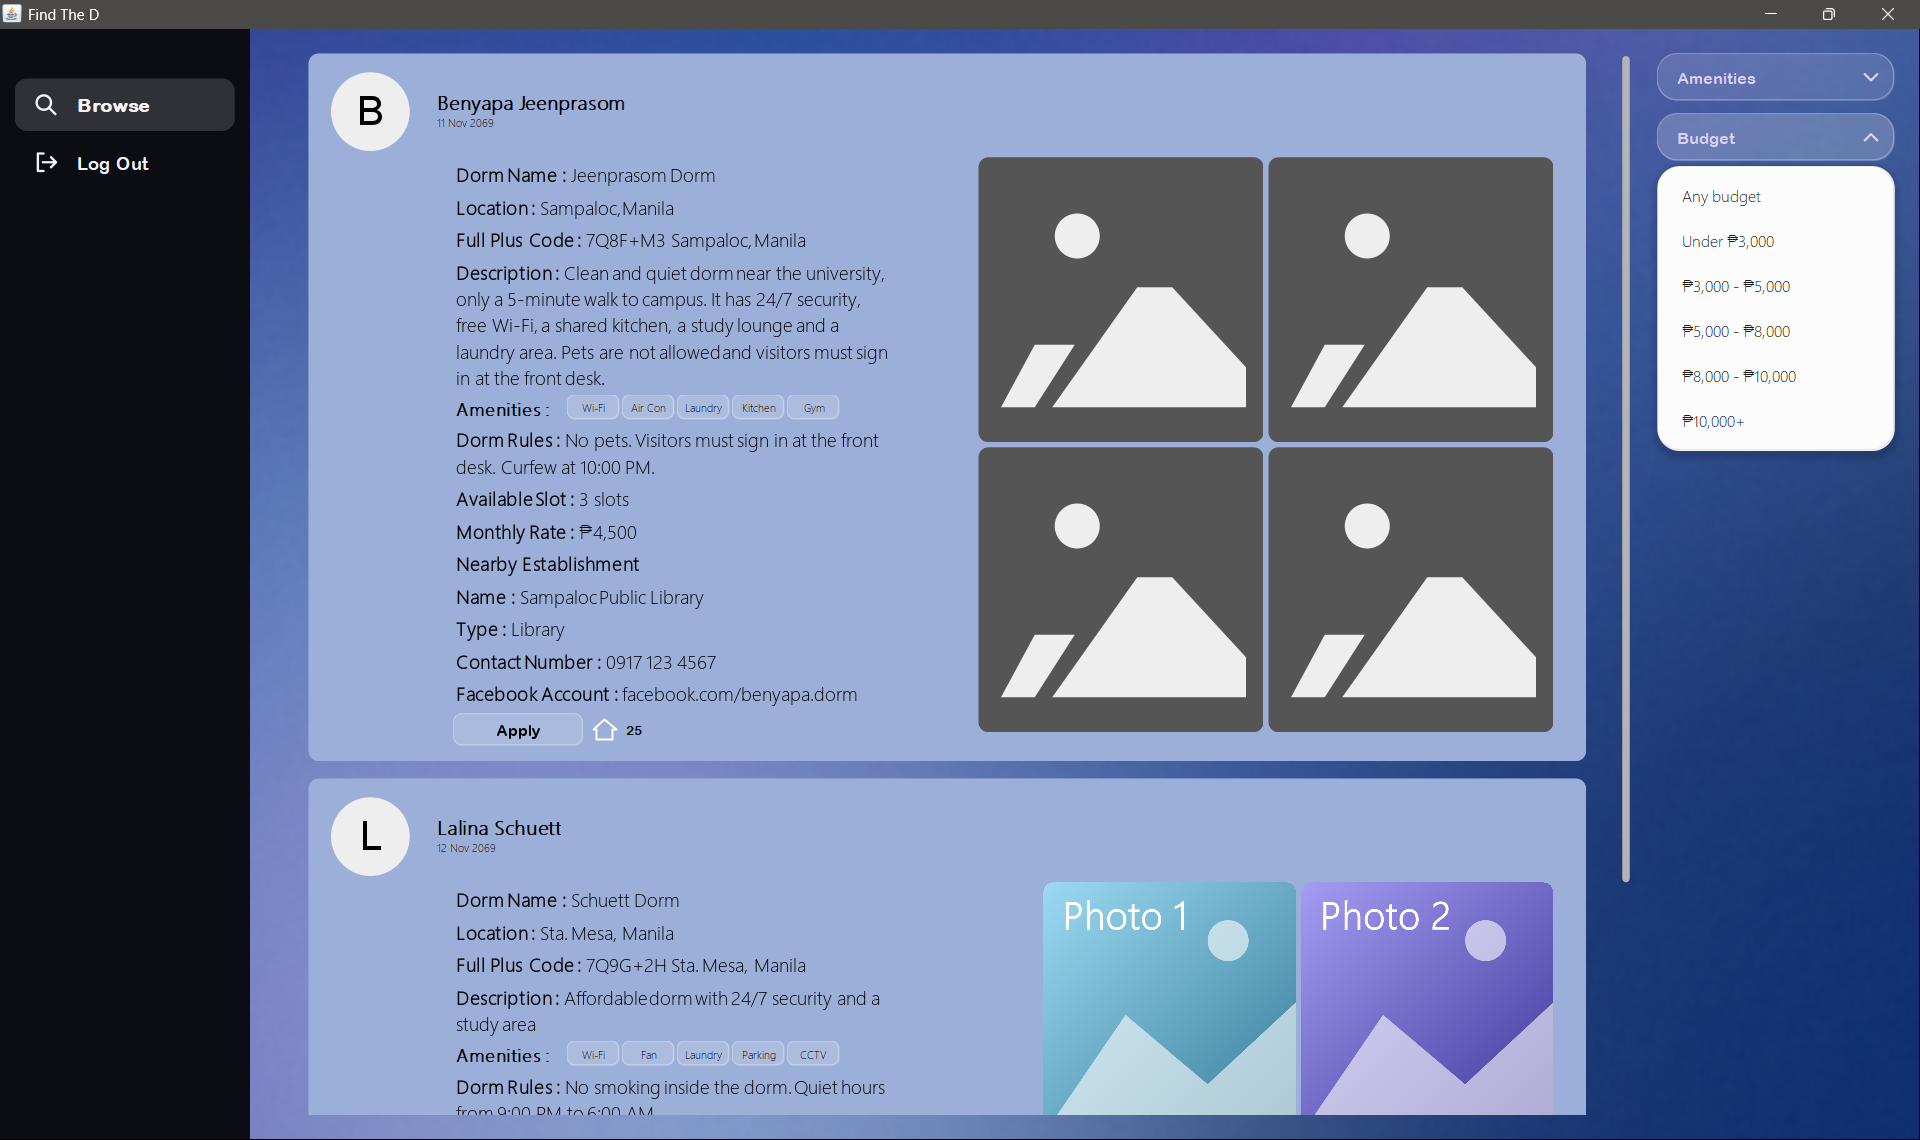 Find The D
Browse
Log Out
B
Benyapa Jeenprasom
11 Nov 2069
Dorm Name : Jeenprasom Dorm
Location : Sampaloc, Manila
Full Plus Code : 7Q8F+M3 Sampaloc, Manila
Description : Clean and quiet dorm near the university,
only a 5-minute walk to campus. It has 24/7 security,
free Wi-Fi, a shared kitchen, a study lounge and a
laundry area. Pets are not allowed and visitors must sign
in at the front desk.
Amenities : Wi-Fi Air Con Laundry Kitchen Gym
Dorm Rules : No pets. Visitors must sign in at the front
desk. Curfew at 10:00 PM.
Available Slot : 3 slots
Monthly Rate : ₱4,500
Nearby Establishment
Name : Sampaloc Public Library
Type : Library
Contact Number : 0917 123 4567
Facebook Account : facebook.com/benyapa.dorm
Apply 25
L
Lalina Schuett
12 Nov 2069
Dorm Name : Schuett Dorm
Location : Sta. Mesa, Manila
Full Plus Code : 7Q9G+2H Sta. Mesa, Manila
Description : Affordable dorm with 24/7 security and a
study area
Amenities : Wi-Fi Fan Laundry Parking CCTV
Dorm Rules : No smoking inside the dorm. Quiet hours
from 9:00 PM to 6:00 AM
Photo 1
Photo 2
Amenities
Budget
Any budget
Under ₱3,000
₱3,000 - ₱5,000
₱5,000 - ₱8,000
₱8,000 - ₱10,000
₱10,000+